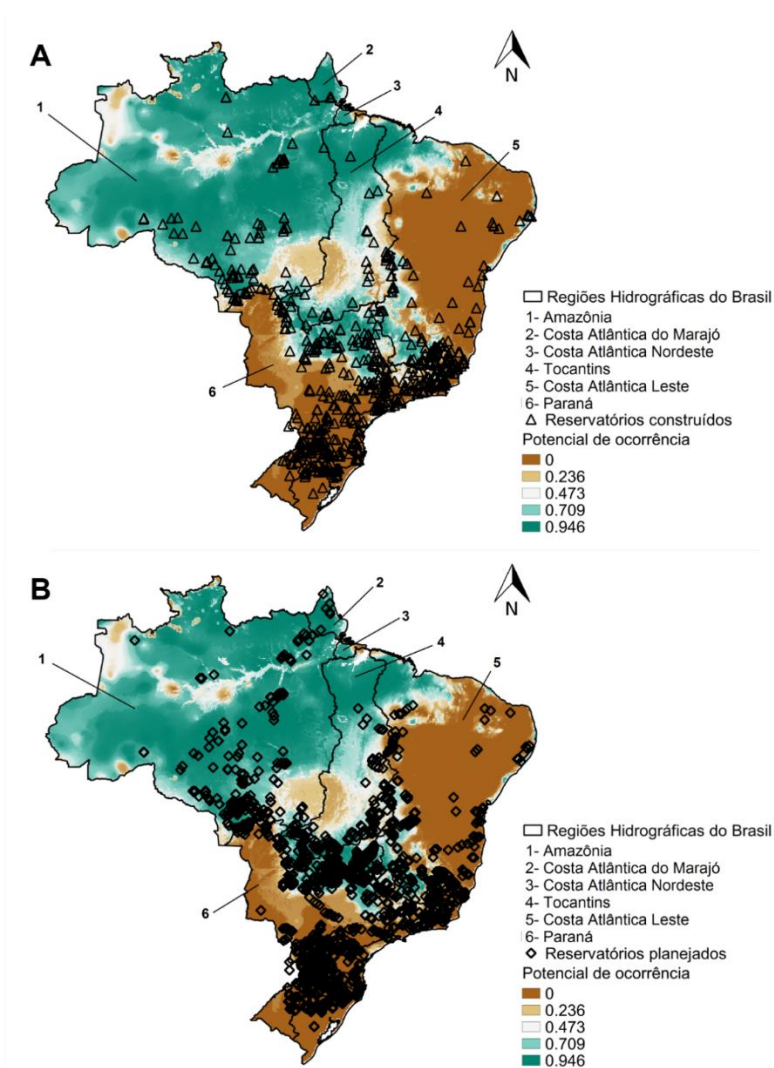 A
N
1
2
3
4
5
6
Regiões Hidrográficas do Brasil
1- Amazônia
2- Costa Atlântica do Marajó
3- Costa Atlântica Nordeste
4- Tocantins
5- Costa Atlântica Leste
6- Paraná
Reservatórios construídos
Potencial de ocorrência
0
0.236
0.473
0.709
0.946
B
N
1
2
3
4
5
6
Regiões Hidrográficas do Brasil
1- Amazônia
2- Costa Atlântica do Marajó
3- Costa Atlântica Nordeste
4- Tocantins
5- Costa Atlântica Leste
6- Paraná
Reservatórios planejados
Potencial de ocorrência
0
0.236
0.473
0.709
0.946